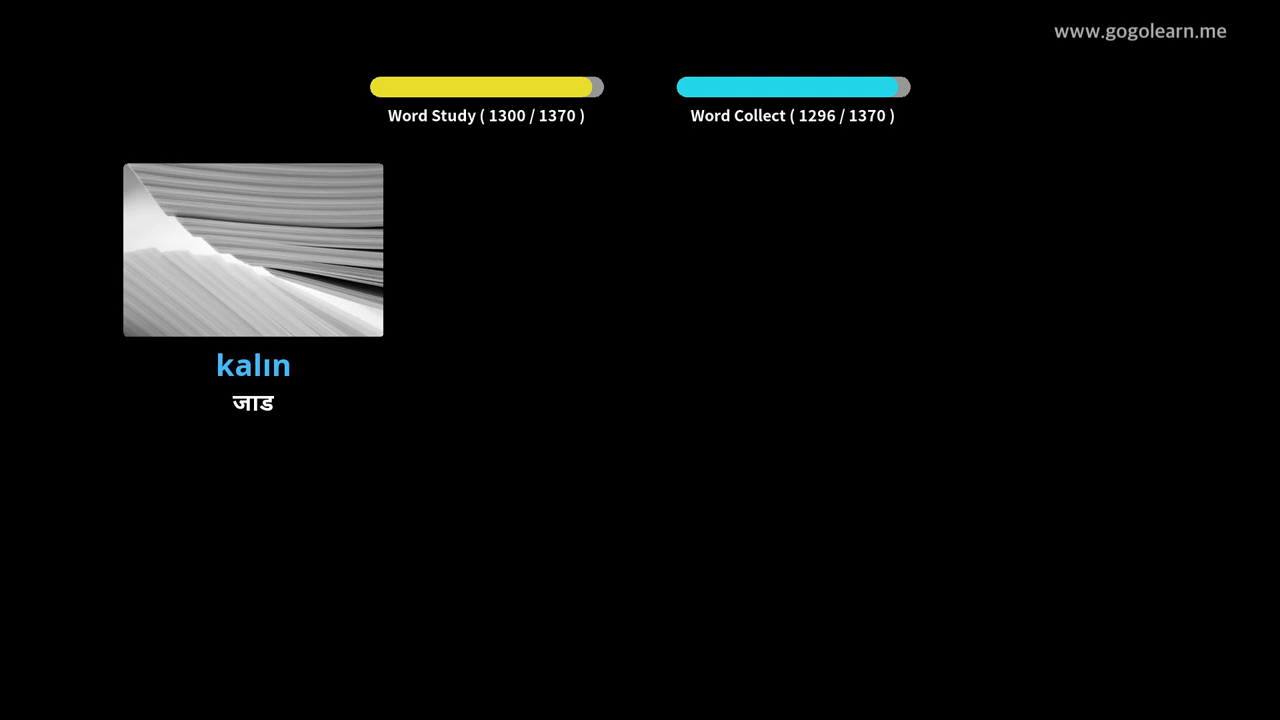 www.gogolearn.me
Word Study ( 1300 / 1370 )
Word Collect ( 1296 / 1370 )
kalın
जाड